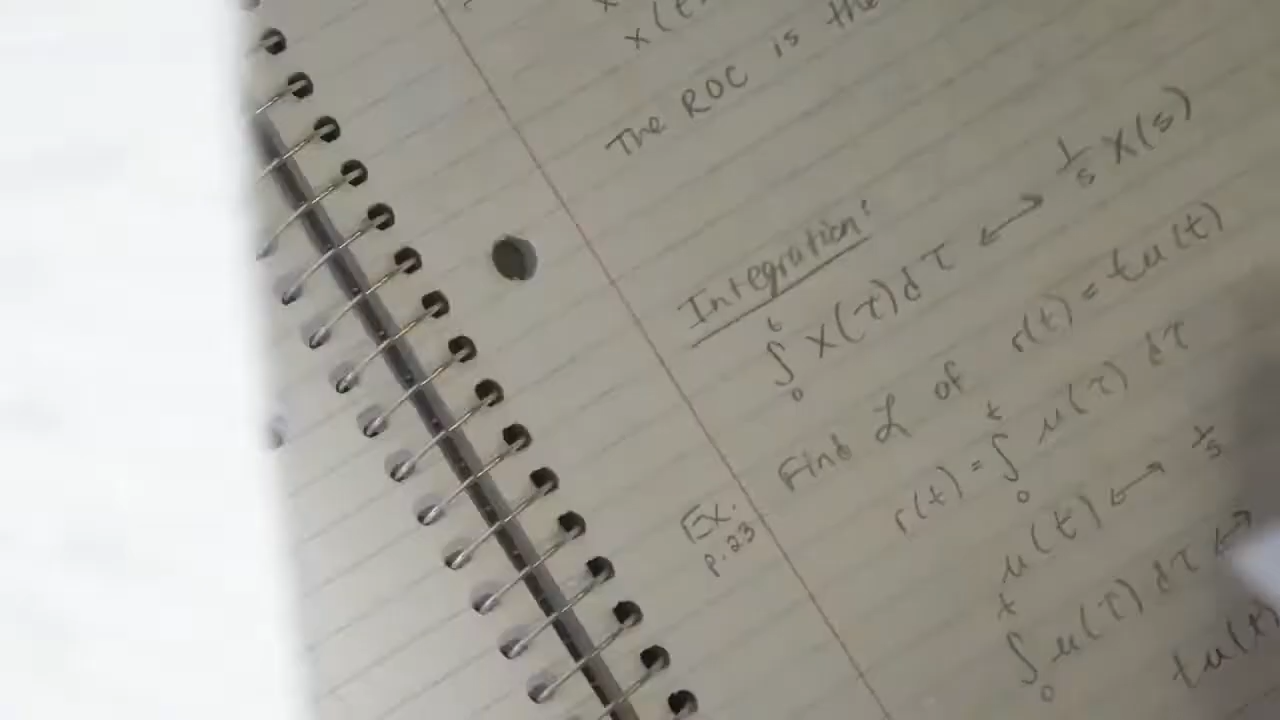 x(t
The ROC is the
Integration:
∫₀ᵗ x(τ)dτ ↔ 1/s X(s)
Ex. p.23
Find ℒ of r(t) = tu(t)
r(t) = ∫₀ᵗ u(τ) dτ
u(t) ↔ 1/s
∫₀ᵗ u(τ) dτ ↔
tu(t)